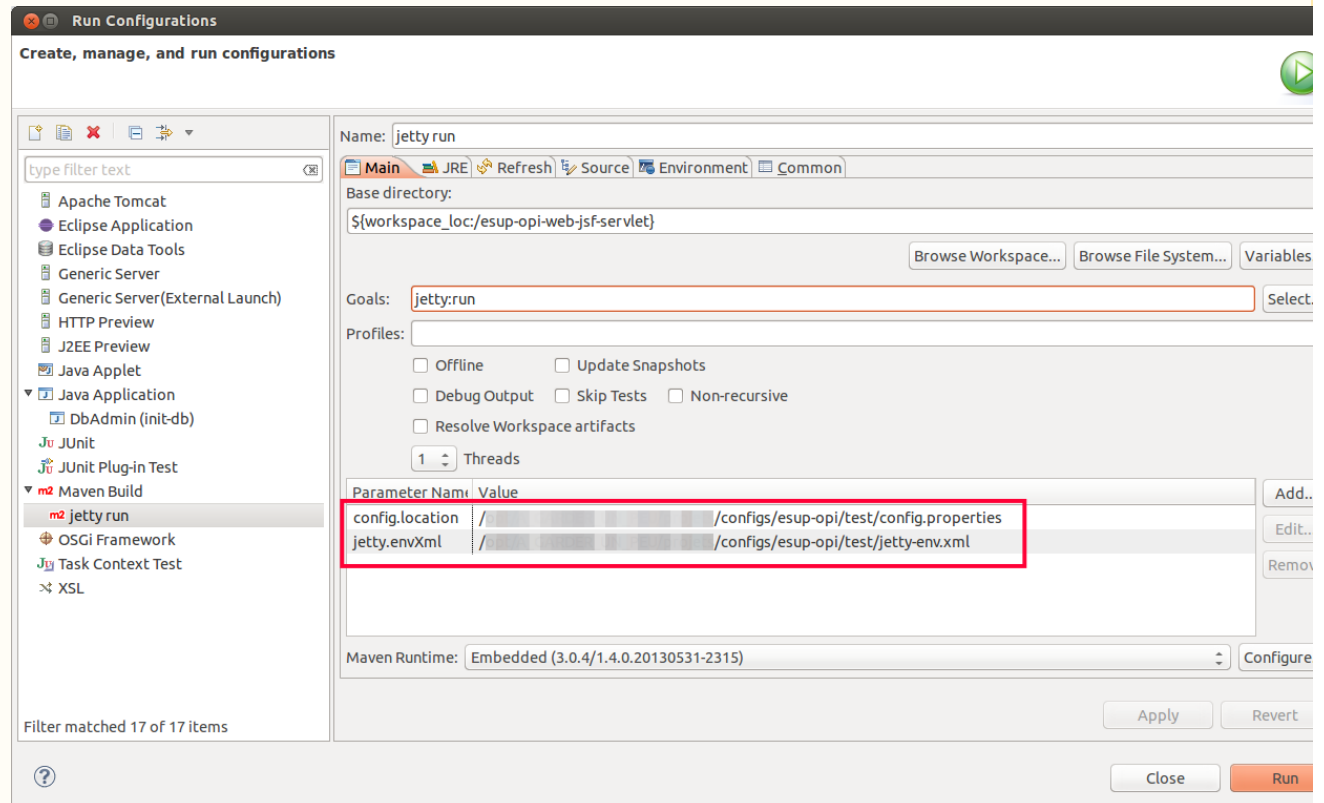 Run Configurations
Create, manage, and run configurations
type filter text
Apache Tomcat
Eclipse Application
Eclipse Data Tools
Generic Server
Generic Server(External Launch)
HTTP Preview
J2EE Preview
Java Applet
Java Application
DbAdmin (init-db)
Ju JUnit
JUnit Plug-in Test
m2 Maven Build
m2 jetty run
OSGi Framework
Ju Task Context Test
XSL
Filter matched 17 of 17 items
Name: jetty run
Main JRE Refresh Source Environment Common
Base directory:
${workspace_loc:/esup-opi-web-jsf-servlet}
Browse Workspace... Browse File System... Variables
Goals: jetty:run Select.
Profiles:
Offline Update Snapshots
Debug Output Skip Tests Non-recursive
Resolve Workspace artifacts
1 Threads
Parameter Name Value Add..
config.location / /configs/esup-opi/test/config.properties
Edit..
jetty.envXml / /configs/esup-opi/test/jetty-env.xml
Remov
Maven Runtime: Embedded (3.0.4/1.4.0.20130531-2315) Configure
Apply Revert
Close Run